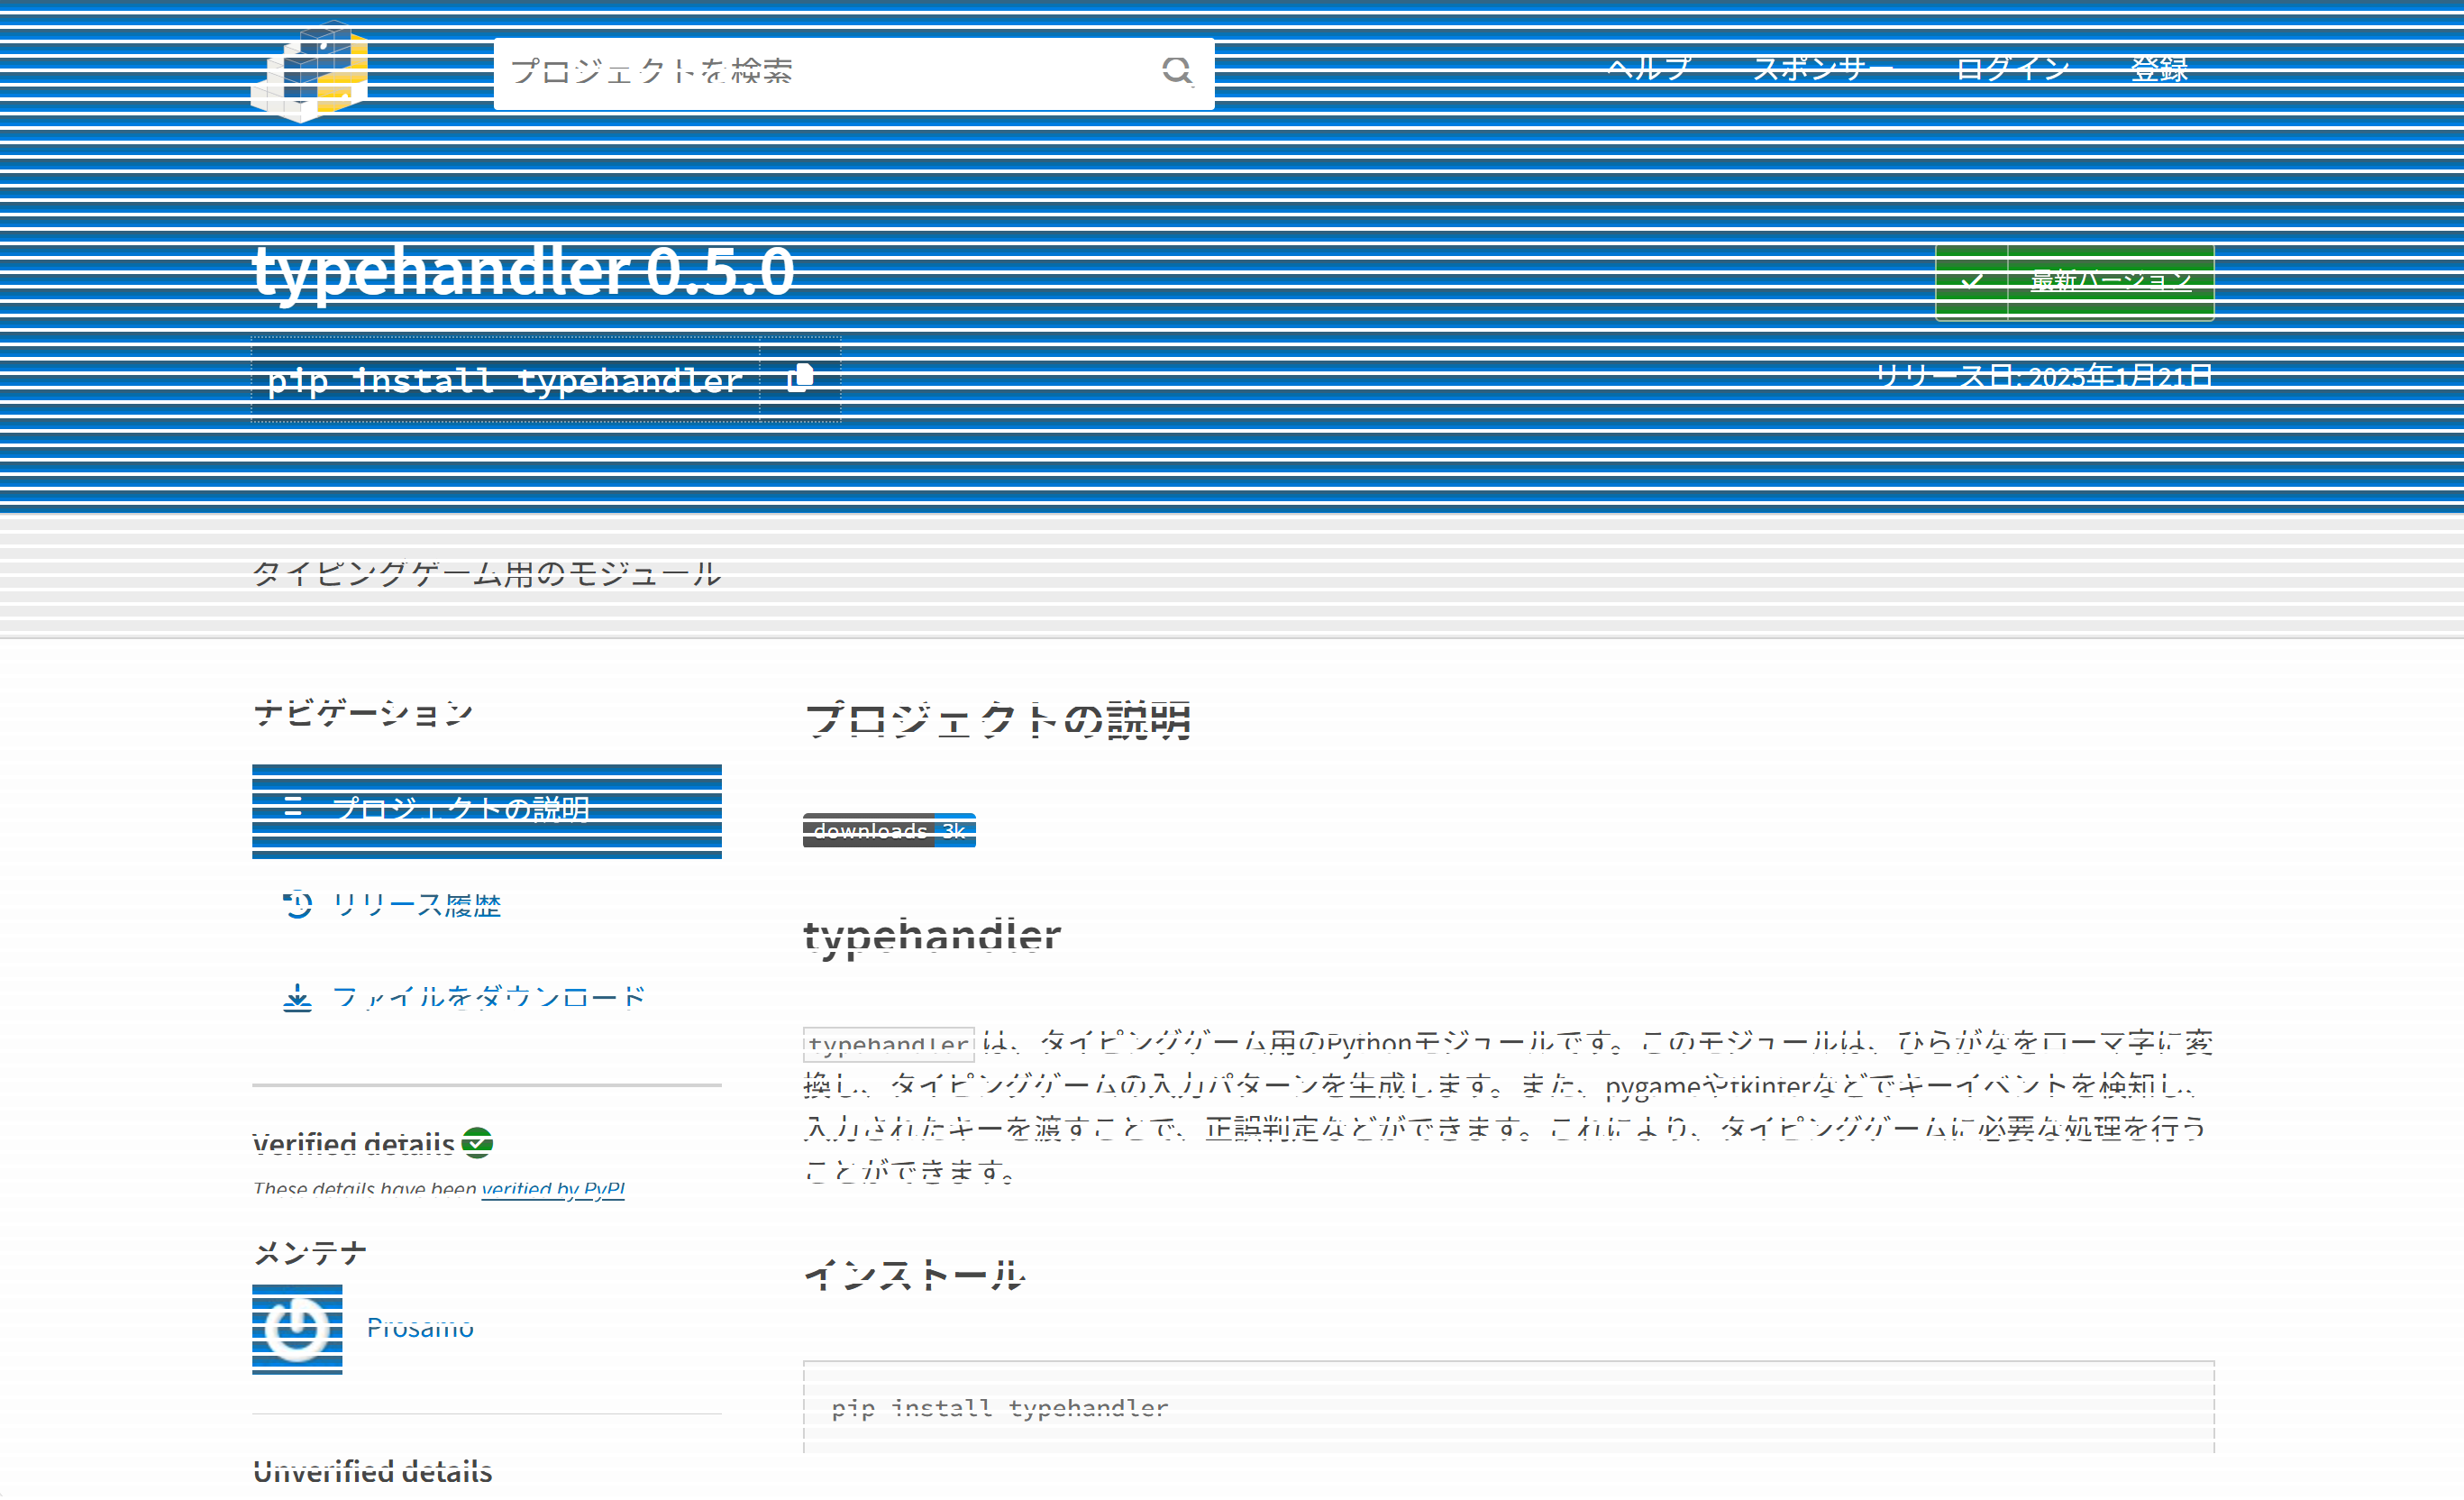 プロジェクトを検索
ヘルプ スポンサー ログイン 登録
typehandler 0.5.0
最新バージョン
pip install typehandler
リリース日: 2025年1月21日
タイピングゲーム用のモジュール
ナビゲーション
プロジェクトの説明
リリース履歴
ファイルをダウンロード
Verified details
These details have been verified by PyPI
メンテナ
Prosamo
Unverified details
プロジェクトの説明
downloads 3k
typehandler
typehandler は、タイピングゲーム用のPythonモジュールです。このモジュールは、ひらがなをローマ字に変
換し、タイピングゲームの入力パターンを生成します。また、pygameやtkinterなどでキーイベントを検知し、
入力されたキーを渡すことで、正誤判定などができます。これにより、タイピングゲームに必要な処理を行う
ことができます。
インストール
pip install typehandler